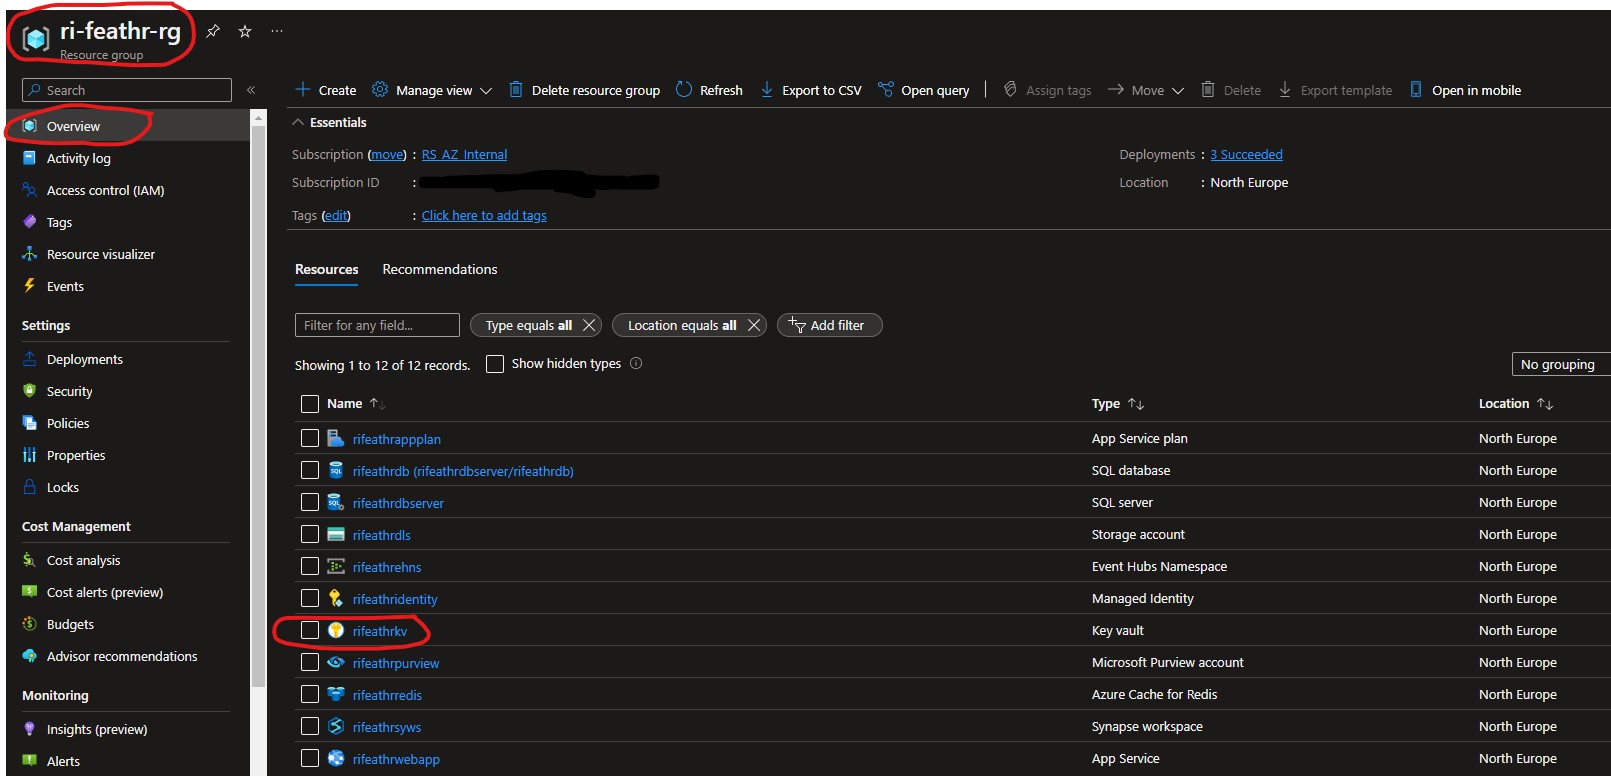 ri-feathr-rg
Resource group
Search
«
Create
Manage view
Delete resource group
Refresh
Export to CSV
Open query
Assign tags
Move
Delete
Export template
Open in mobile
Overview
Activity log
Access control (IAM)
Tags
Resource visualizer
Events
Settings
Deployments
Security
Policies
Properties
Locks
Cost Management
Cost analysis
Cost alerts (preview)
Budgets
Advisor recommendations
Monitoring
Insights (preview)
Alerts
Essentials
Subscription (move) : RS_AZ_Internal
Deployments : 3 Succeeded
Subscription ID :
Location : North Europe
Tags (edit) : Click here to add tags
Resources Recommendations
Filter for any field... Type equals all Location equals all Add filter
Showing 1 to 12 of 12 records. Show hidden types
No grouping
Name Type Location
rifeathrappplan App Service plan North Europe
rifeathrdb (rifeathrdbserver/rifeathrdb) SQL database North Europe
rifeathrdbserver SQL server North Europe
rifeathrdls Storage account North Europe
rifeathrehns Event Hubs Namespace North Europe
rifeathridentity Managed Identity North Europe
rifeathrkv Key vault North Europe
rifeathrpurview Microsoft Purview account North Europe
rifeathrredis Azure Cache for Redis North Europe
rifeathrsyws Synapse workspace North Europe
rifeathrwebapp App Service North Europe